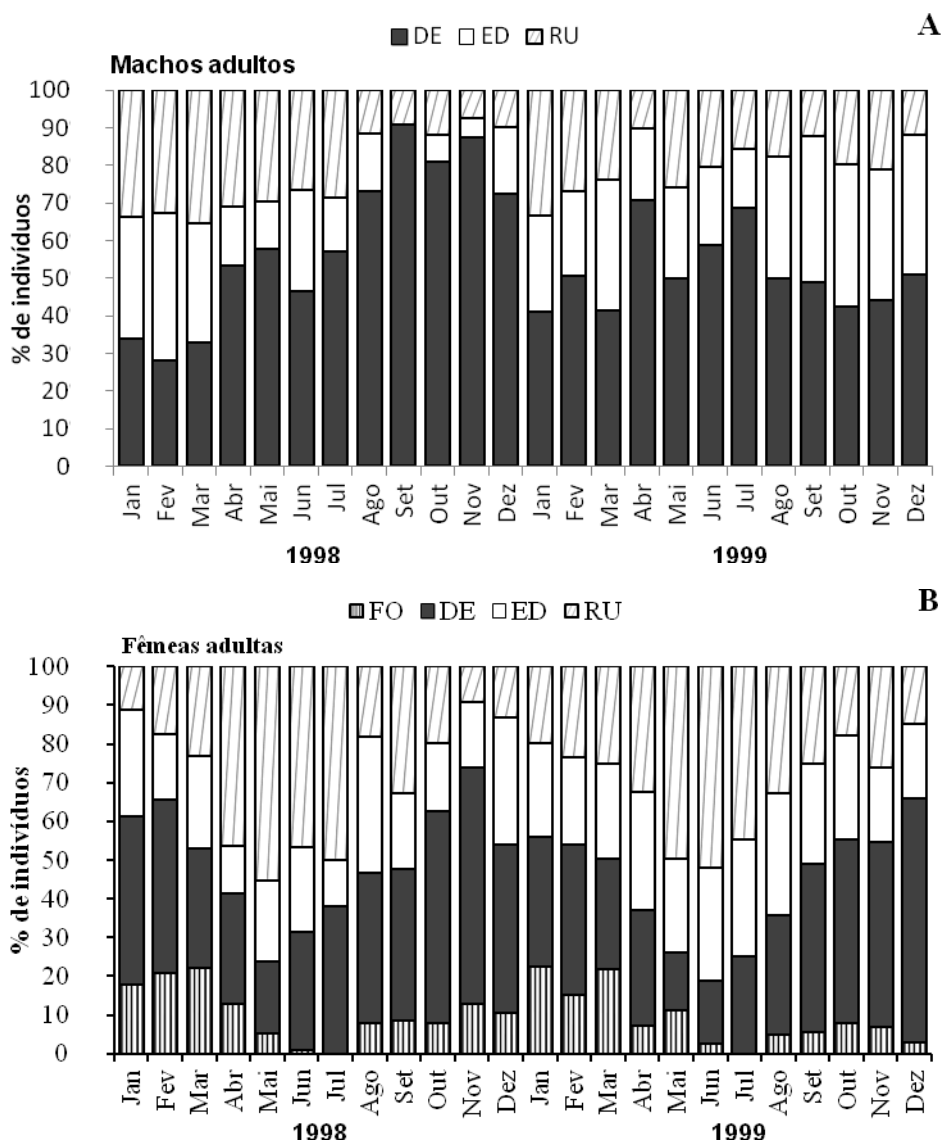 A
DE ED RU
Machos adultos
% de indivíduos
100
90
80
70
60
50
40
30
20
10
0
Jan Fev Mar Abr Mai Jun Jul Ago Set Out Nov Dez Jan Fev Mar Abr Mai Jun Jul Ago Set Out Nov Dez
1998 1999
B
FO DE ED RU
Fêmeas adultas
% de indivíduos
100
90
80
70
60
50
40
30
20
10
0
Jan Fev Mar Abr Mai Jun Jul Ago Set Out Nov Dez Jan Fev Mar Abr Mai Jun Jul Ago Set Out Nov Dez
1998 1999